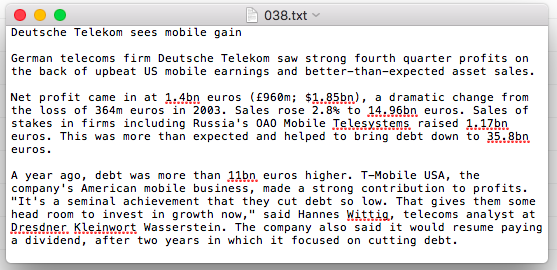 038.txt
Deutsche Telekom sees mobile gain
German telecoms firm Deutsche Telekom saw strong fourth quarter profits on
the back of upbeat US mobile earnings and better-than-expected asset sales.
Net profit came in at 1.4bn euros (£960m; $1.85bn), a dramatic change from
the loss of 364m euros in 2003. Sales rose 2.8% to 14.96bn euros. Sales of
stakes in firms including Russia's OAO Mobile Telesystems raised 1.17bn
euros. This was more than expected and helped to bring debt down to 35.8bn
euros.
A year ago, debt was more than 11bn euros higher. T-Mobile USA, the
company's American mobile business, made a strong contribution to profits.
"It's a seminal achievement that they cut debt so low. That gives them some
head room to invest in growth now," said Hannes Wittig, telecoms analyst at
Dresdner Kleinwort Wasserstein. The company also said it would resume paying
a dividend, after two years in which it focused on cutting debt.